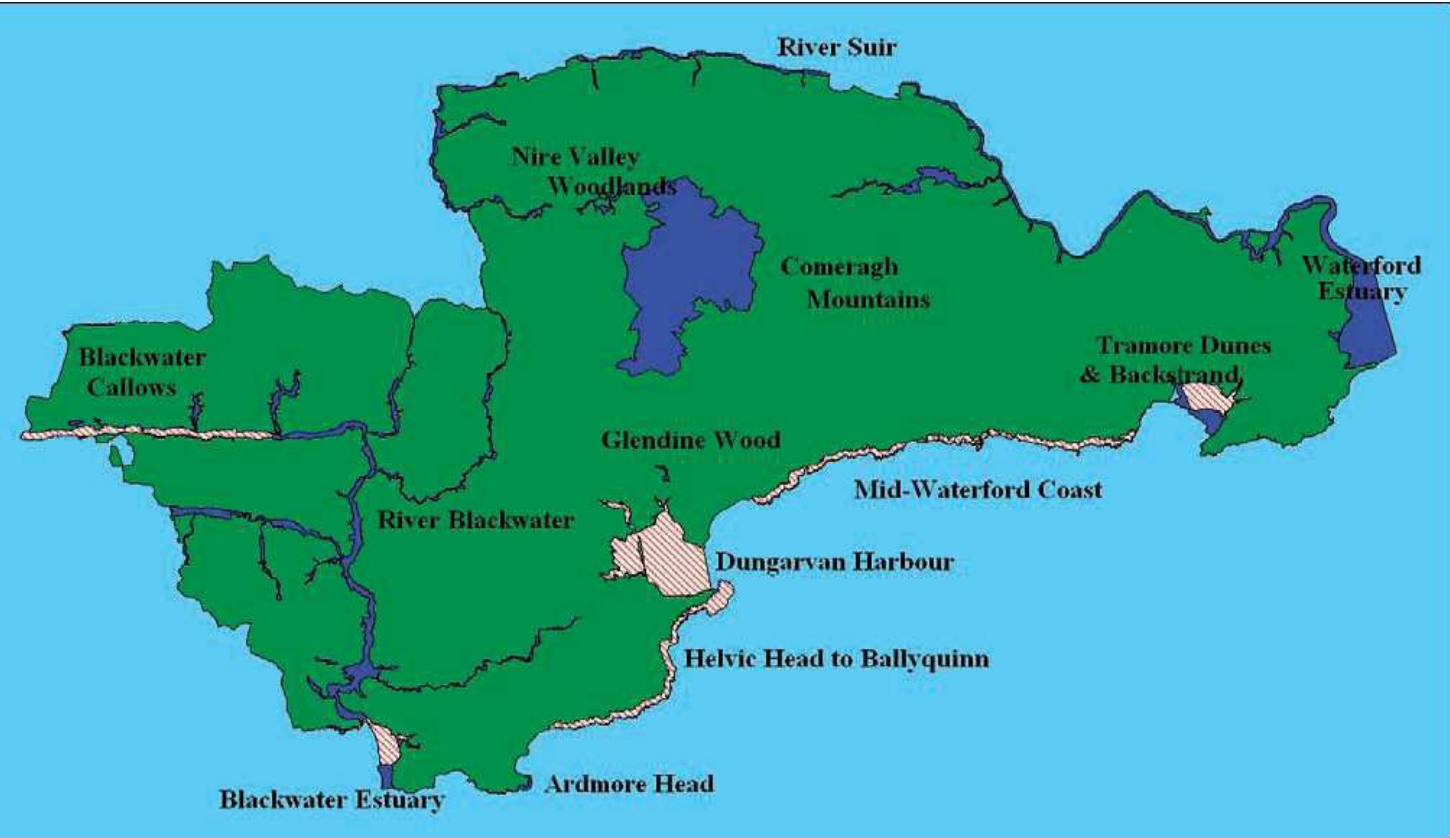 River Suir
Nire Valley
Woodlands
Comeragh
Mountains
Waterford
Estuary
Tramore Dunes
& Backstrand
Blackwater
Callows
Glendine Wood
Mid-Waterford Coast
River Blackwater
Dungarvan Harbour
Helvic Head to Ballyquinn
Ardmore Head
Blackwater Estuary